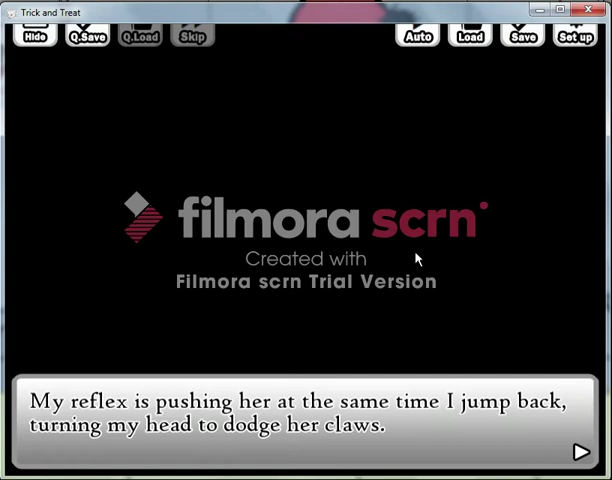 Trick and Treat
Hide Q.Save Q.Load Skip Auto Load Save Set up
filmora scrn
Created with
Filmora scrn Trial Version
My reflex is pushing her at the same time I jump back,
turning my head to dodge her claws.